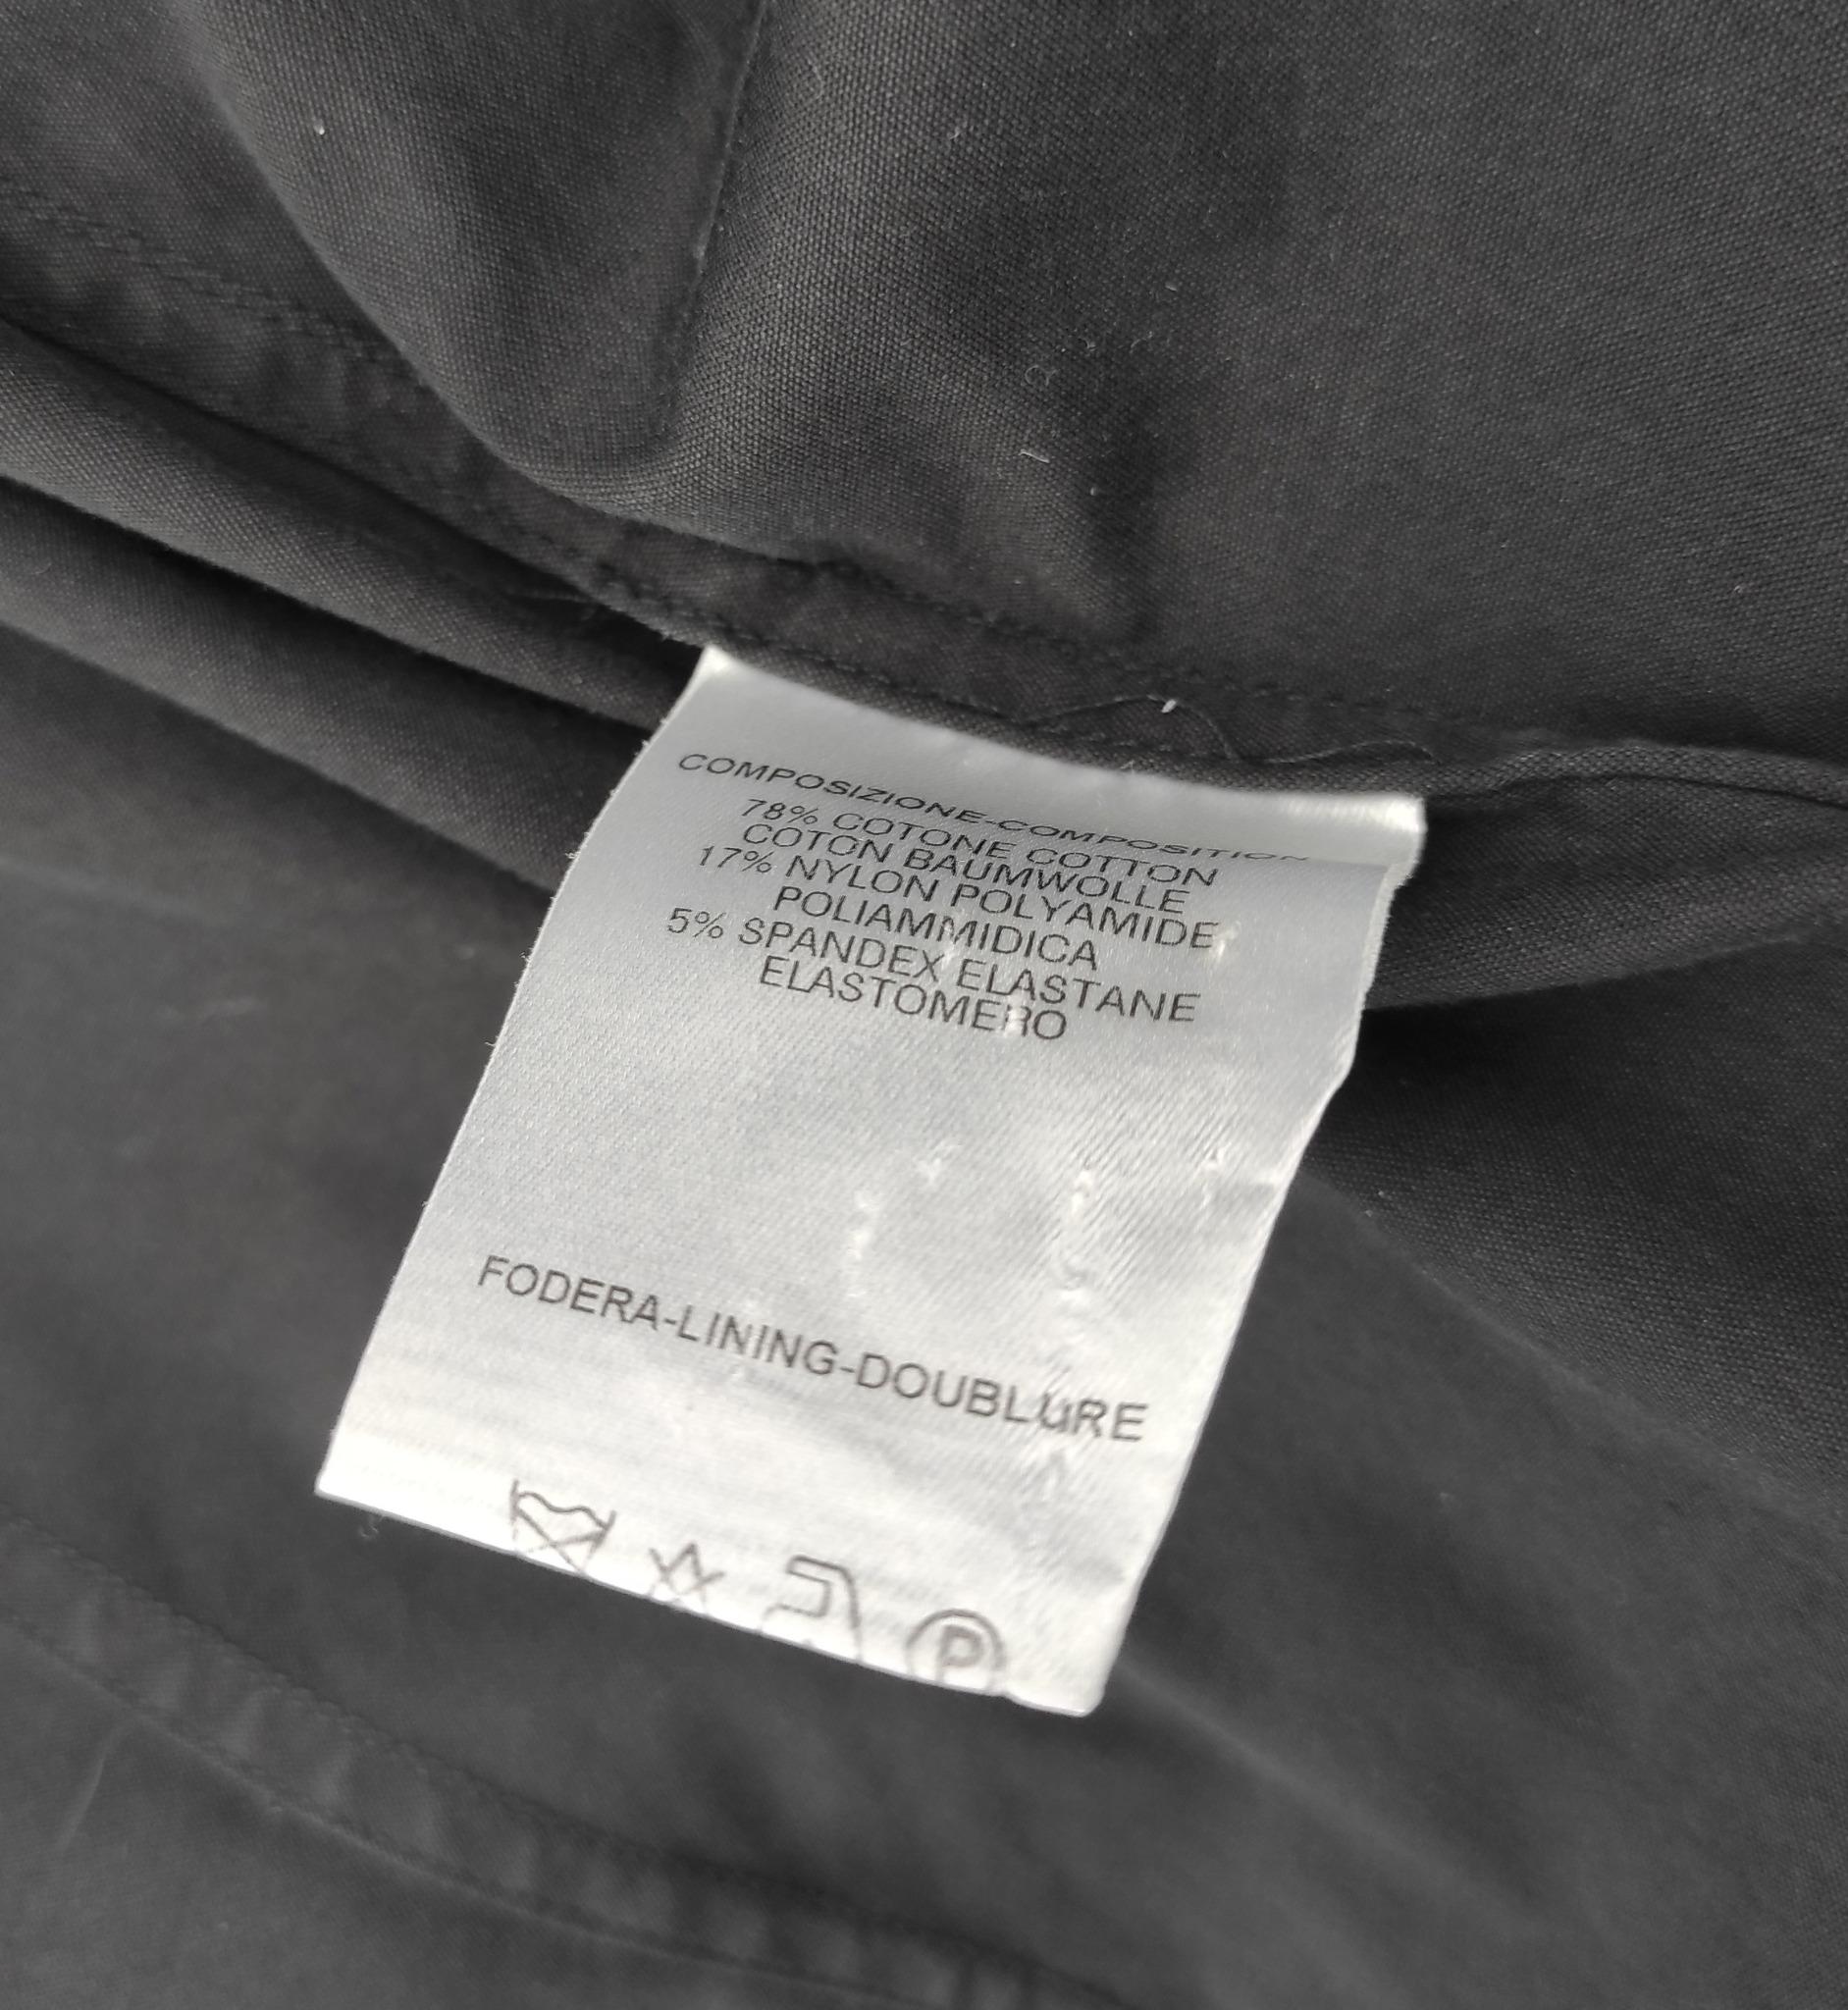 COMPOSIZIONE-COMPOSITION
78% COTONE COTTON
COTON BAUMWOLLE
17% NYLON POLYAMIDE
POLIAMMIDICA
5% SPANDEX ELASTANE
ELASTOMERO
FODERA-LINING-DOUBLURE
P